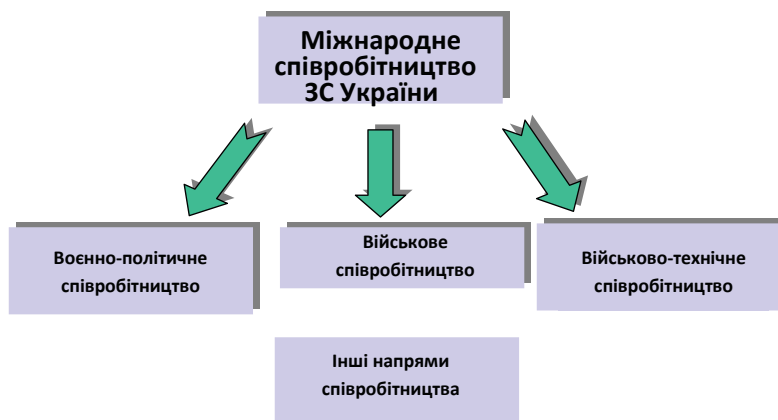 Міжнародне
співробітництво
ЗС України
Воєнно-політичне
співробітництво
Військове
співробітництво
Військово-технічне
співробітництво
Інші напрями
співробітництва